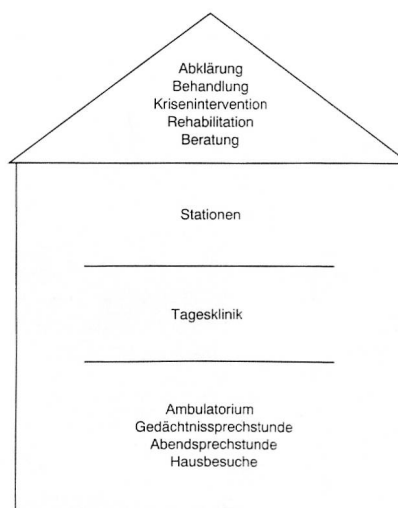 Abklärung
Behandlung
Krisenintervention
Rehabilitation
Beratung
Stationen
Tagesklinik
Ambulatorium
Gedächtnissprechstunde
Abendsprechstunde
Hausbesuche